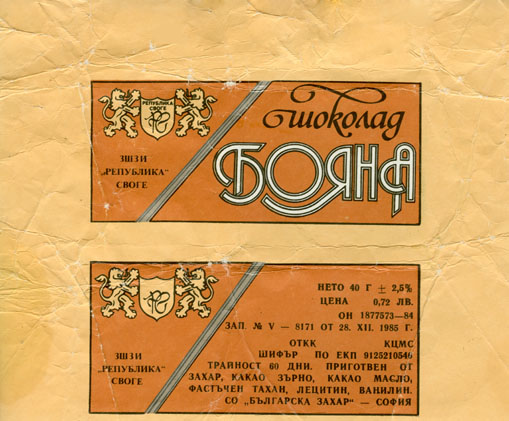 РЕПУБЛИКА
СВОГЕ
ЗШЗИ
„РЕПУБЛИКА“
СВОГЕ
шоколад
БОЯНА
ЗШЗИ
„РЕПУБЛИКА“
СВОГЕ
НЕТО 40 Г ± 2,5%
ЦЕНА 0,72 ЛВ.
ОН 1877573—84
ЗАП. № V — 8171 ОТ 28. XII. 1985 Г.
ОТКК КЦМС
ШИФЪР ПО ЕКП 9125210546
ТРАЙНОСТ 60 ДНИ. ПРИГОТВЕН ОТ
ЗАХАР, КАКАО ЗЪРНО, КАКАО МАСЛО,
ФАСТЪЧЕН ТАХАН, ЛЕЦИТИН, ВАНИЛИН.
СО „БЪЛГАРСКА ЗАХАР“ — СОФИЯ